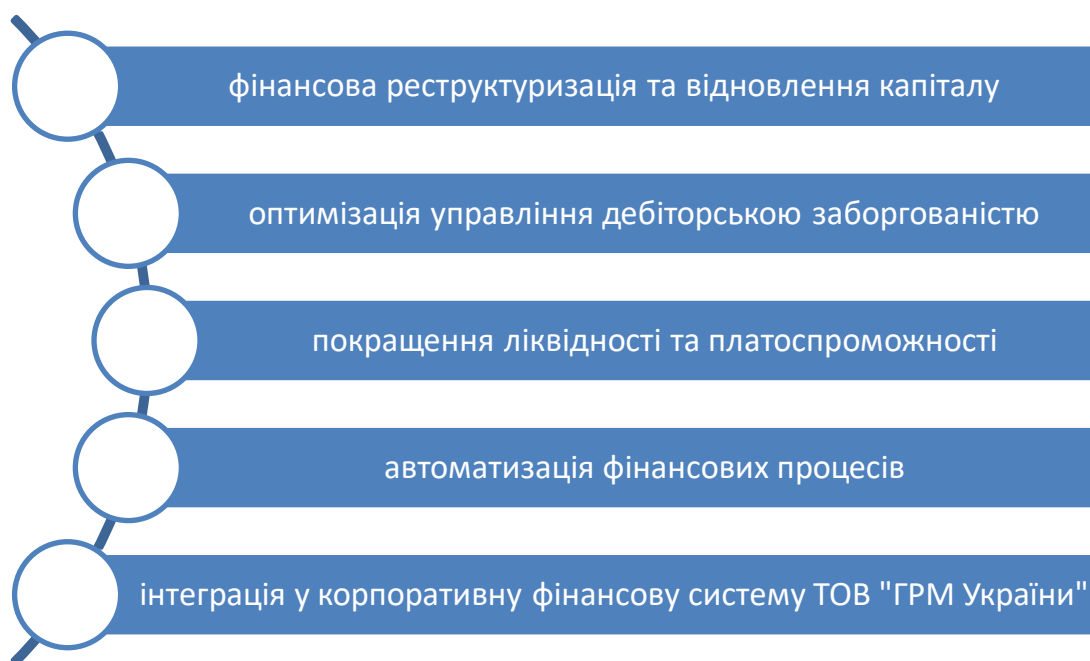 фінансова реструктуризація та відновлення капіталу
оптимізація управління дебіторською заборгованістю
покращення ліквідності та платоспроможності
автоматизація фінансових процесів
інтеграція у корпоративну фінансову систему ТОВ "ГРМ України"